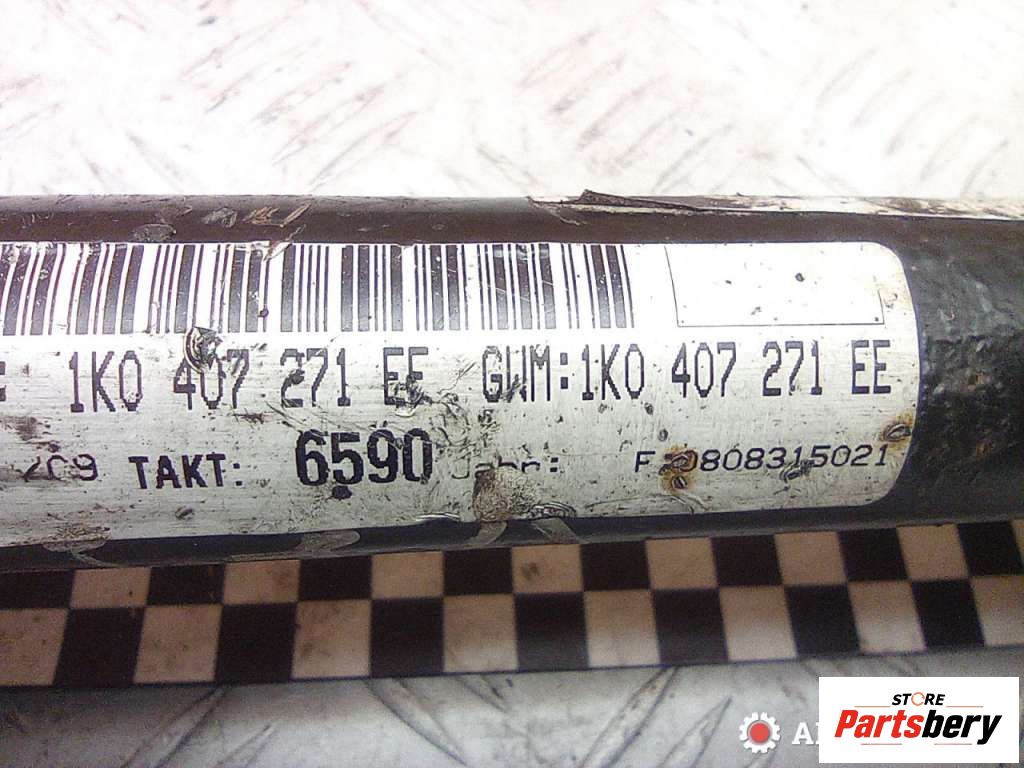 : 1K0 407 271 EE GWM:1K0 407 271 EE
TAKT: 6590
STORE
Partsbery